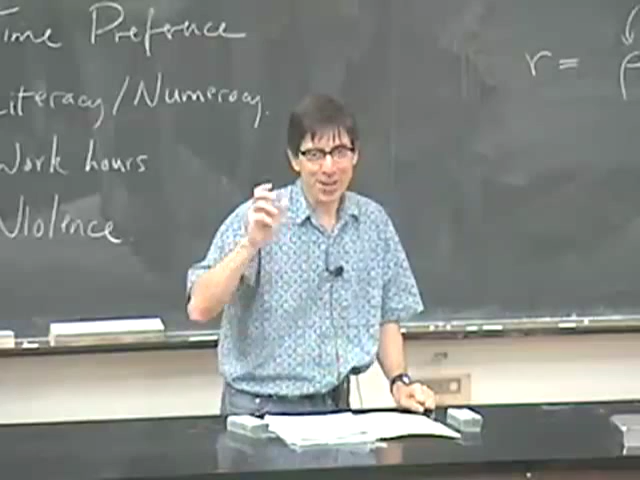 Time Preference
Literacy/Numeracy.
Work hours
Violence.
r = ρ